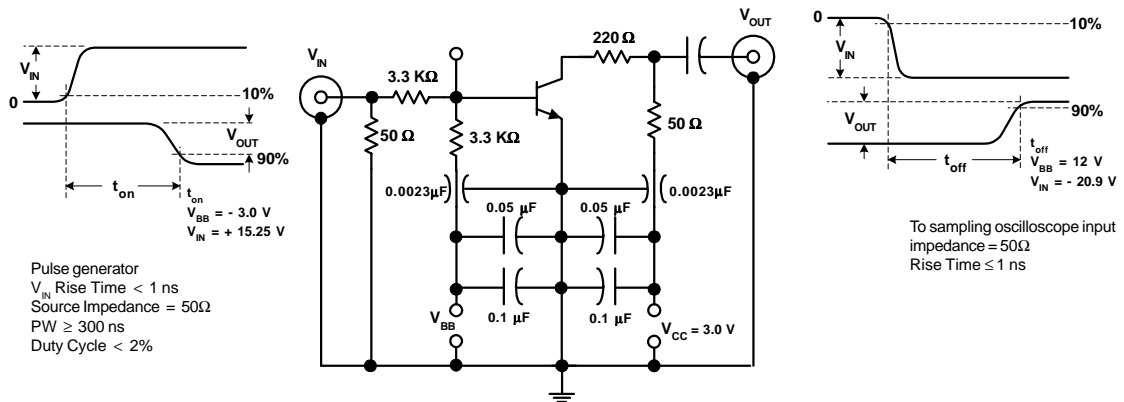 V_IN
0
10%
V_OUT
90%
t_on
t_on
V_BB = - 3.0 V
V_IN = + 15.25 V
Pulse generator
V_IN Rise Time < 1 ns
Source Impedance = 50Ω
PW ≥ 300 ns
Duty Cycle < 2%
V_IN
3.3 KΩ
50 Ω
3.3 KΩ
220 Ω
V_OUT
50 Ω
0.0023µF
0.0023µF
0.05 µF
0.05 µF
0.1 µF
0.1 µF
V_BB
V_CC = 3.0 V
0
10%
V_IN
V_OUT
90%
t_off
t_off
V_BB = 12 V
V_IN = - 20.9 V
To sampling oscilloscope input
impedance = 50Ω
Rise Time ≤ 1 ns